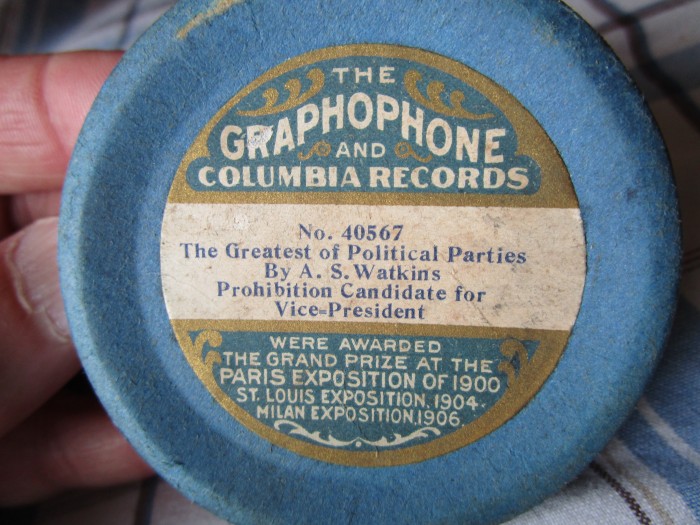 THE
GRAPHOPHONE
AND
COLUMBIA RECORDS
No. 40567
The Greatest of Political Parties
By A. S. Watkins
Prohibition Candidate for
Vice=President
WERE AWARDED
THE GRAND PRIZE AT THE
PARIS EXPOSITION OF 1900
ST. LOUIS EXPOSITION, 1904.
MILAN EXPOSITION, 1906.